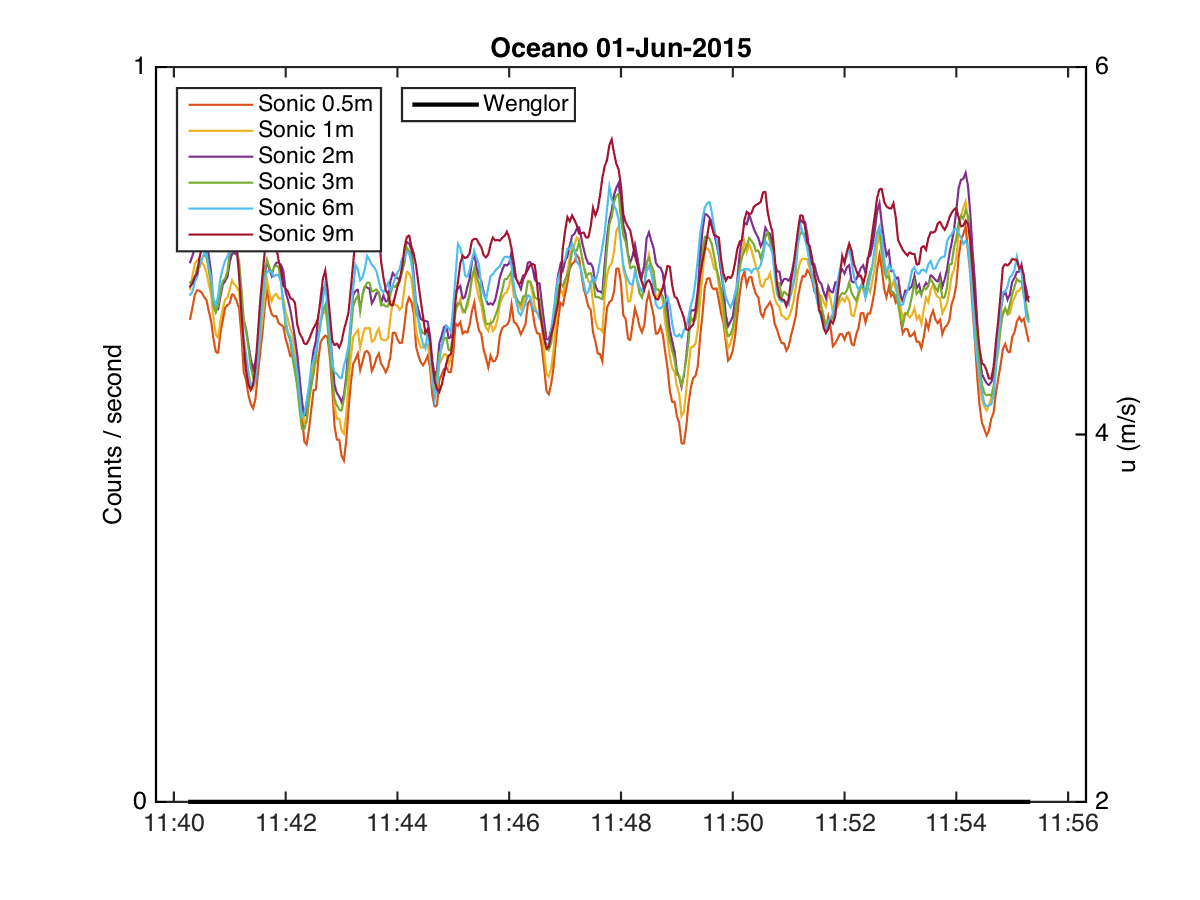 Oceano 01-Jun-2015
1
6
Sonic 0.5m
Wenglor
Sonic 1m
Sonic 2m
Sonic 3m
Sonic 6m
Sonic 9m
Counts / second
4
u (m/s)
0
2
11:40 11:42 11:44 11:46 11:48 11:50 11:52 11:54 11:56